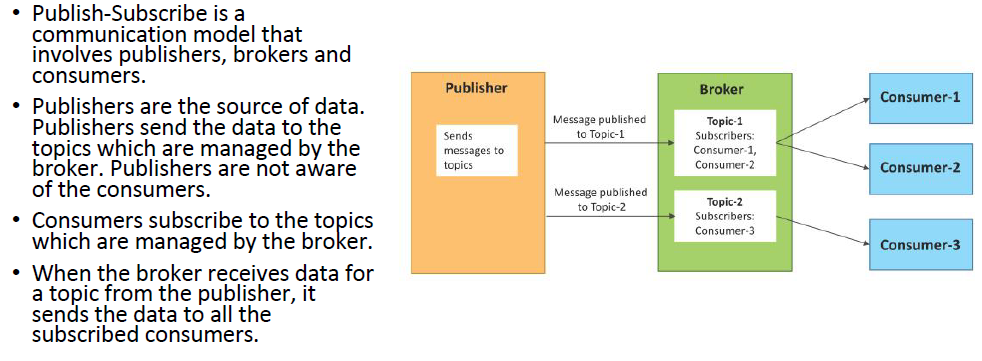 • Publish-Subscribe is a
communication model that
involves publishers, brokers and
consumers.
• Publishers are the source of data.
Publishers send the data to the
topics which are managed by the
broker. Publishers are not aware
of the consumers.
• Consumers subscribe to the topics
which are managed by the broker.
• When the broker receives data for
a topic from the publisher, it
sends the data to all the
subscribed consumers.
Publisher
Sends
messages to
topics
Message published
to Topic-1
Message published
to Topic-2
Broker
Topic-1
Subscribers:
Consumer-1,
Consumer-2
Topic-2
Subscribers:
Consumer-3
Consumer-1
Consumer-2
Consumer-3